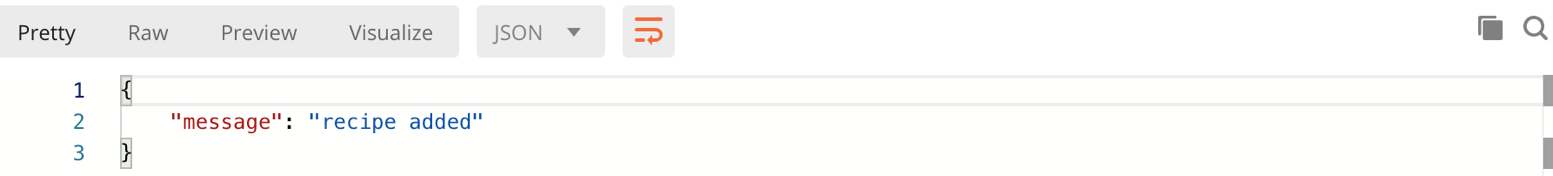 Pretty Raw Preview Visualize JSON
1 {
2 "message": "recipe added"
3 }